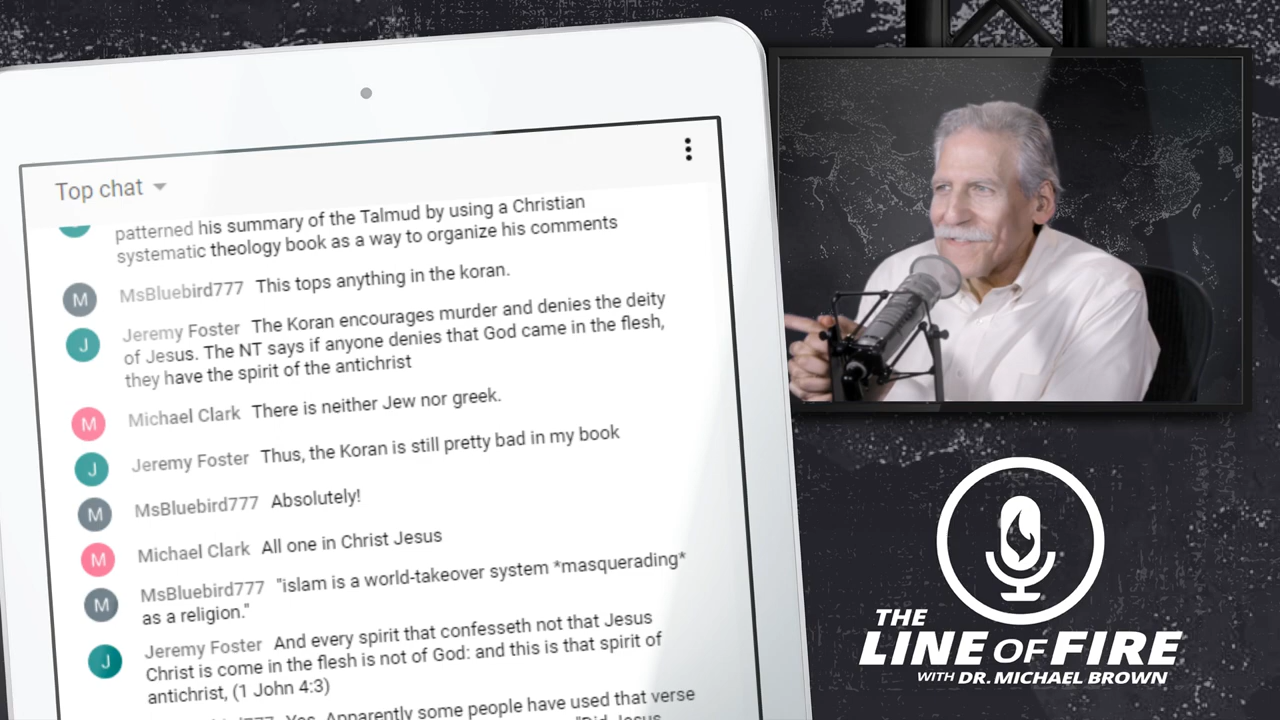 Top chat
patterned his summary of the Talmud by using a Christian
systematic theology book as a way to organize his comments
M MsBluebird777 This tops anything in the koran.
J Jeremy Foster The Koran encourages murder and denies the deity
of Jesus. The NT says if anyone denies that God came in the flesh,
they have the spirit of the antichrist
M Michael Clark There is neither Jew nor greek.
J Jeremy Foster Thus, the Koran is still pretty bad in my book
M MsBluebird777 Absolutely!
M Michael Clark All one in Christ Jesus
M MsBluebird777 "islam is a world-takeover system *masquerading*
as a religion."
J Jeremy Foster And every spirit that confesseth not that Jesus
Christ is come in the flesh is not of God: and this is that spirit of
antichrist, (1 John 4:3)
Yes. Apparently some people have used that verse
"Did Jesus
THE
LINE OF FIRE
WITH DR. MICHAEL BROWN